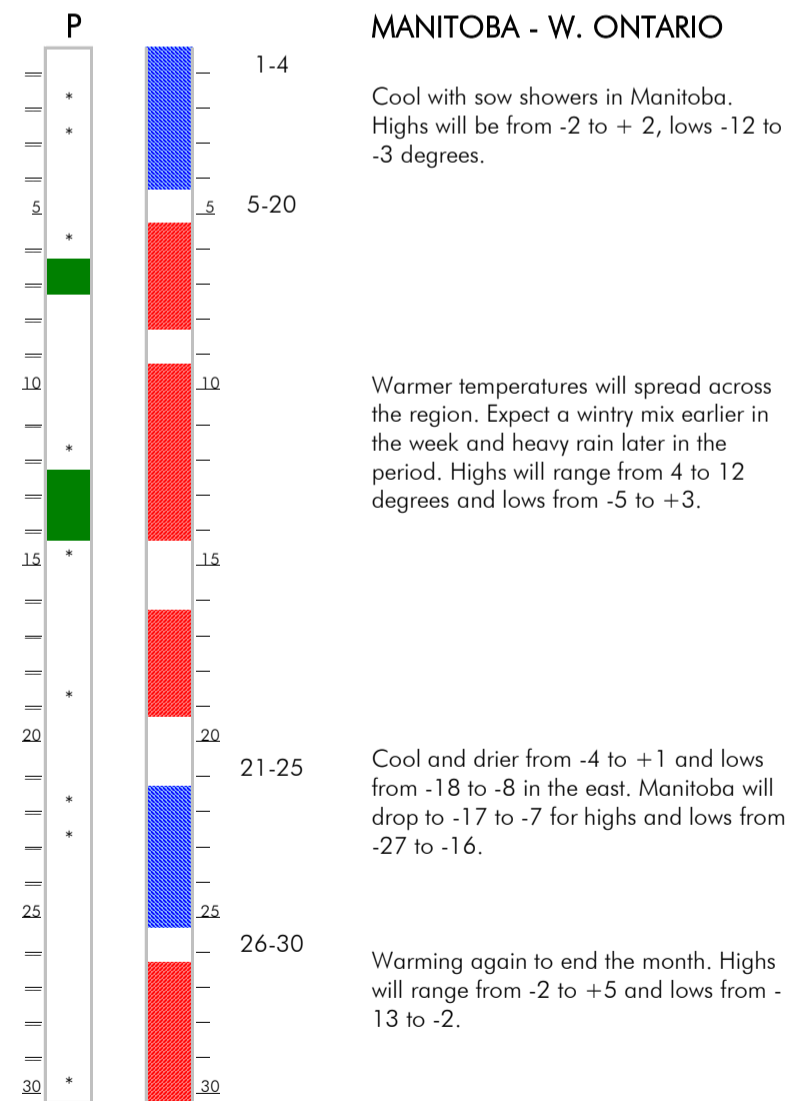 P
MANITOBA - W. ONTARIO
1-4
Cool with sow showers in Manitoba.
Highs will be from -2 to + 2, lows -12 to
-3 degrees.
*
*
5
5
5-20
*
10
10
Warmer temperatures will spread across
the region. Expect a wintry mix earlier in
the week and heavy rain later in the
period. Highs will range from 4 to 12
degrees and lows from -5 to +3.
*
15
*
15
*
20
20
21-25
Cool and drier from -4 to +1 and lows
from -18 to -8 in the east. Manitoba will
drop to -17 to -7 for highs and lows from
-27 to -16.
*
*
25
25
26-30
Warming again to end the month. Highs
will range from -2 to +5 and lows from -
13 to -2.
30
*
30